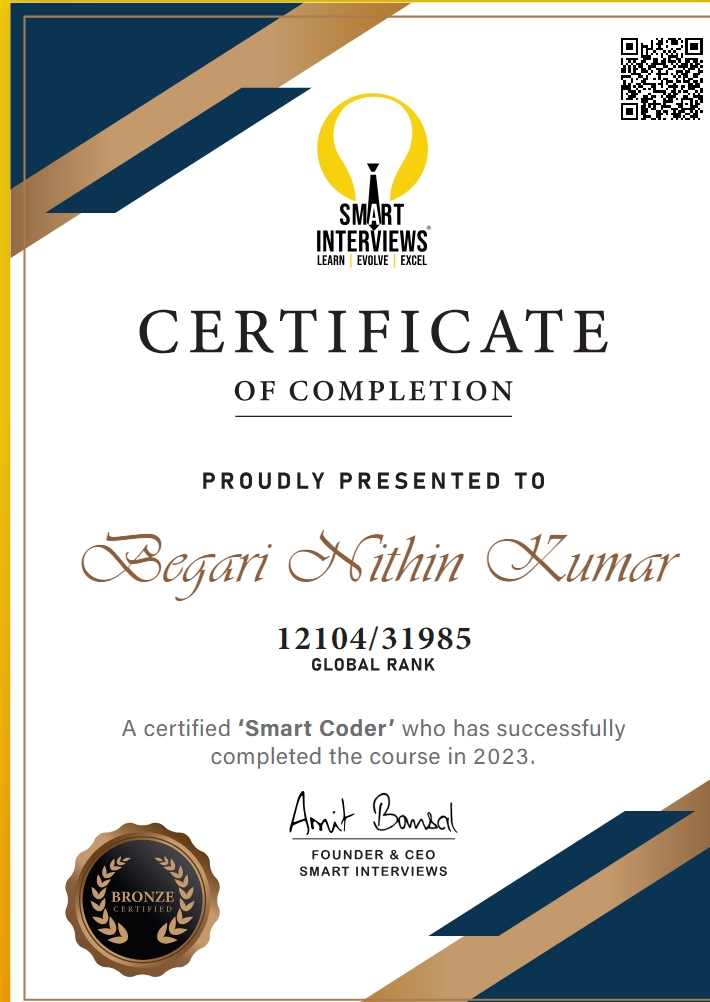 SMART
INTERVIEWS®
LEARN | EVOLVE | EXCEL
CERTIFICATE
OF COMPLETION
PROUDLY PRESENTED TO
Begari Nithin Kumar
12104/31985
GLOBAL RANK
A certified ‘Smart Coder’ who has successfully
completed the course in 2023.
Amit Bansal
FOUNDER & CEO
SMART INTERVIEWS
BRONZE
CERTIFIED